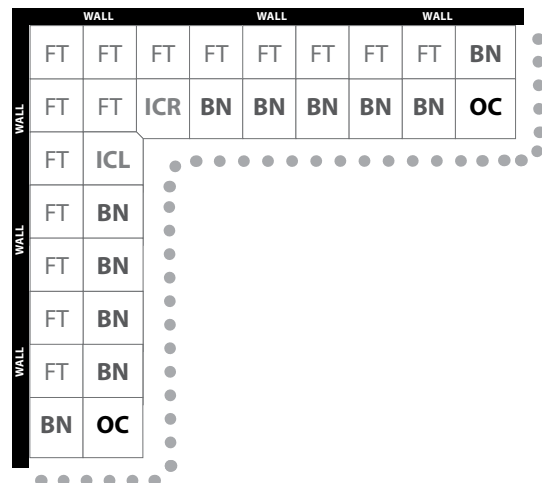 WALL WALL WALL
FT FT FT FT FT FT FT FT BN
FT FT ICR BN BN BN BN BN OC
WALL
FT ICL
FT BN
WALL
FT BN
FT BN
WALL
FT BN
BN OC